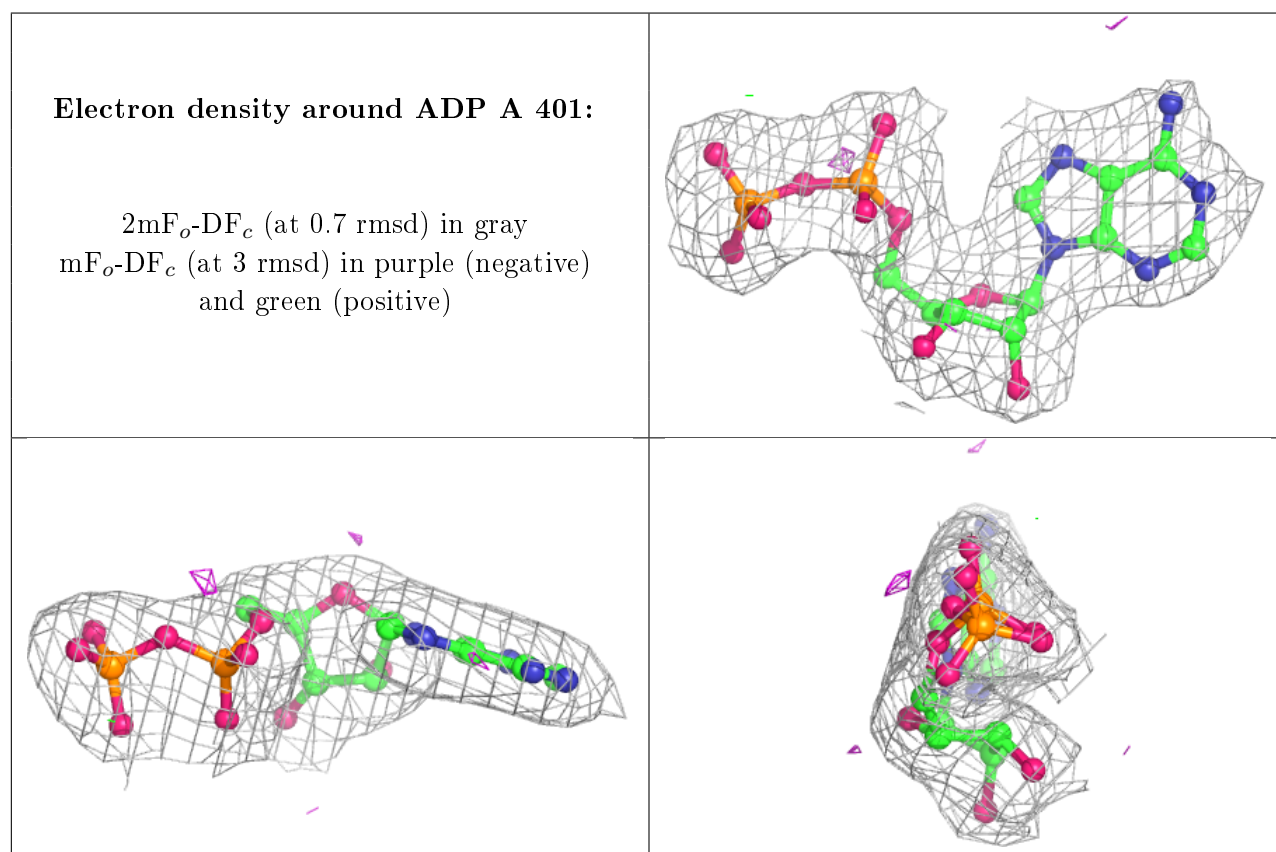 Electron density around ADP A 401:
2mFₒ-DF𝑐 (at 0.7 rmsd) in gray
mFₒ-DF𝑐 (at 3 rmsd) in purple (negative)
and green (positive)